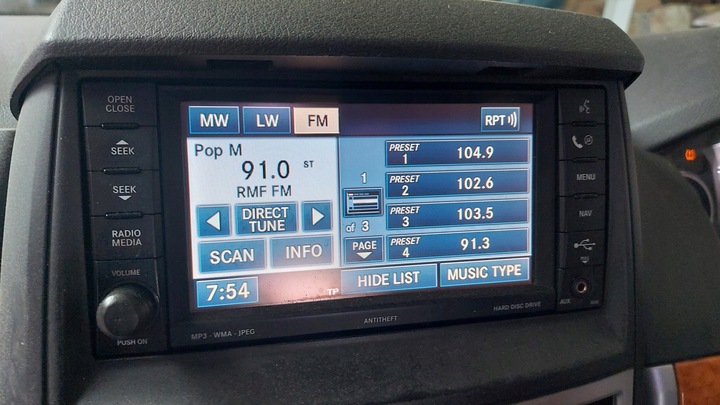 OPEN
CLOSE
SEEK
SEEK
RADIO
MEDIA
VOLUME
PUSH ON
MW
LW
FM
RPT
Pop M
91.0 ST
RMF FM
DIRECT
TUNE
SCAN
INFO
7:54
TP
1
of 3
PAGE
PRESET
1
104.9
PRESET
2
102.6
PRESET
3
103.5
PRESET
4
91.3
HIDE LIST
MUSIC TYPE
MENU
NAV
AUX
MP3 - WMA - JPEG
ANTITHEFT
HARD DISC DRIVE